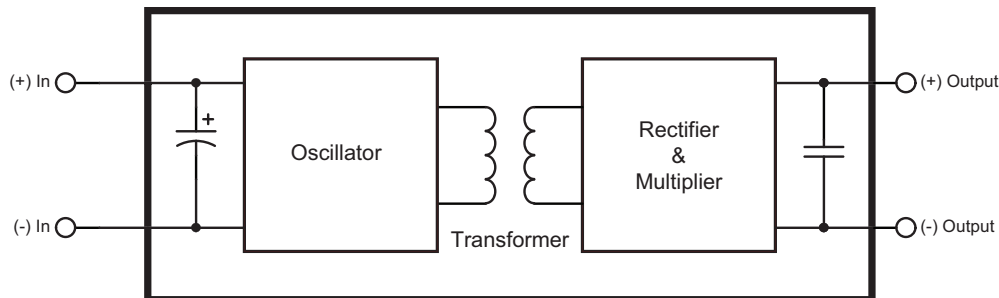 (+) In
+
Oscillator
Rectifier
&
Multiplier
Transformer
(+) Output
(-) In
(-) Output